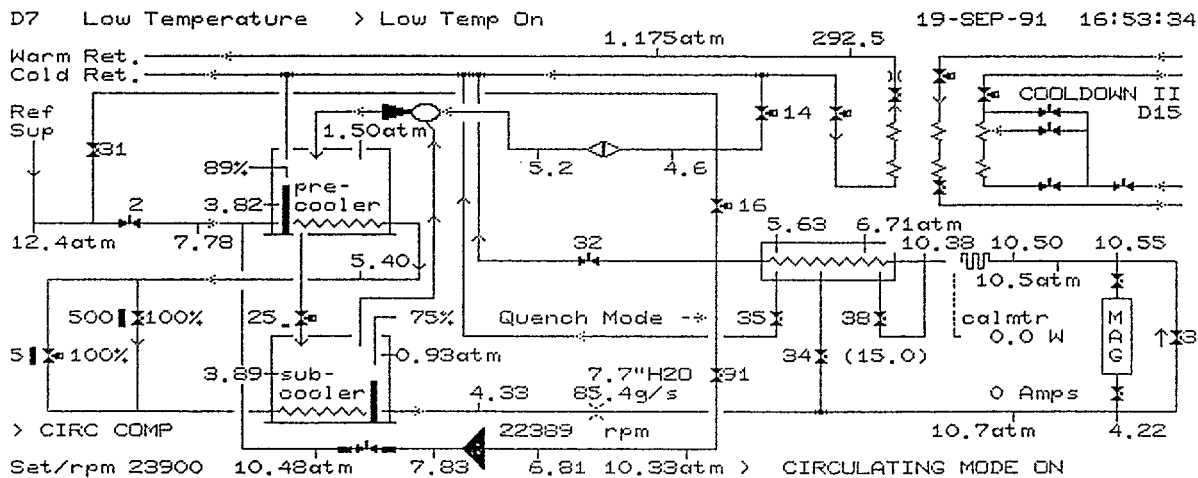 D7 Low Temperature > Low Temp On 19-SEP-91 16:53:34
1.175atm 292.5
Warm Ret.
Cold Ret.
COOLDOWN II
D15
Ref
Sup
14
1.50atm
31
5.2 4.6
89%
pre-
cooler
2 3.82
16
12.4atm 7.78
5.63 6.71atm
32 10.38 10.50 10.55
5.40
10.5atm
500 100% 25 75% Quench Mode -> 35 38 calmtr MAG
5 100% 0.93atm 34 (15.0) 0.0 W 3
3.89 sub-
cooler
7.7"H2O 91
4.33 85.4g/s 0 Amps
> CIRC COMP 22389 rpm 10.7atm 4.22
Set/rpm 23900 10.48atm 7.83 6.81 10.33atm > CIRCULATING MODE ON